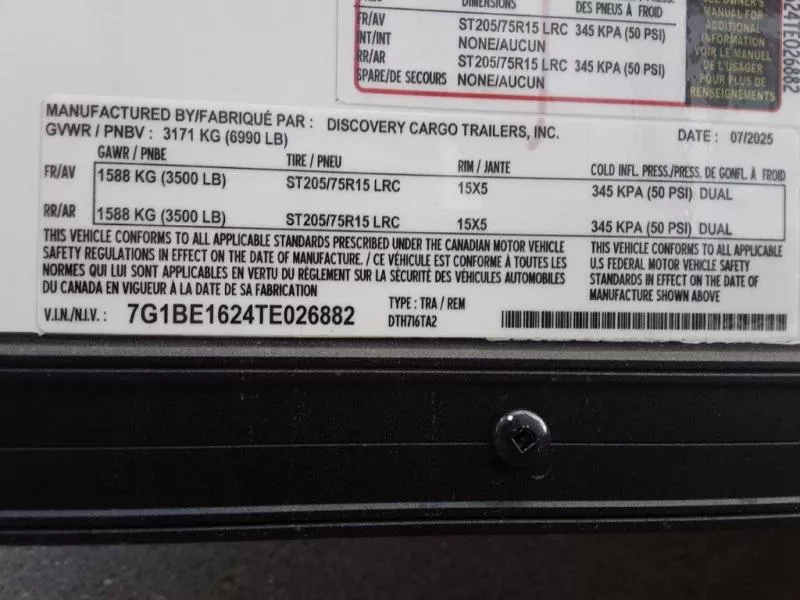 DIMENSIONS
DES PNEUS À FROID
FR/AV ST205/75R15 LRC 345 KPA (50 PSI)
INT/INT NONE/AUCUN
RR/AR ST205/75R15 LRC 345 KPA (50 PSI)
SPARE/DE SECOURS NONE/AUCUN
SEE OWNER'S
MANUAL FOR
ADDITIONAL
INFORMATION
VOIR LE MANUEL
DE L'USAGER
POUR PLUS DE
RENSEIGNEMENTS
24TE026882
MANUFACTURED BY/FABRIQUÉ PAR : DISCOVERY CARGO TRAILERS, INC. DATE : 07/2025
GVWR / PNBV : 3171 KG (6990 LB)
GAWR / PNBE TIRE / PNEU RIM / JANTE COLD INFL. PRESS./PRESS. DE GONFL. À FROID
FR/AV 1588 KG (3500 LB) ST205/75R15 LRC 15X5 345 KPA (50 PSI) DUAL
RR/AR 1588 KG (3500 LB) ST205/75R15 LRC 15X5 345 KPA (50 PSI) DUAL
THIS VEHICLE CONFORMS TO ALL APPLICABLE STANDARDS PRESCRIBED UNDER THE CANADIAN MOTOR VEHICLE
SAFETY REGULATIONS IN EFFECT ON THE DATE OF MANUFACTURE. / CE VÉHICULE EST CONFORME À TOUTES LES
NORMES QUI LUI SONT APPLICABLES EN VERTU DU RÈGLEMENT SUR LA SÉCURITÉ DES VÉHICULES AUTOMOBILES
DU CANADA EN VIGUEUR À LA DATE DE SA FABRICATION
THIS VEHICLE CONFORMS TO ALL APPLICABLE
U.S FEDERAL MOTOR VEHICLE SAFETY
STANDARDS IN EFFECT ON THE DATE OF
MANUFACTURE SHOWN ABOVE
V.I.N./N.I.V. : 7G1BE1624TE026882
TYPE : TRA / REM
DTH716TA2